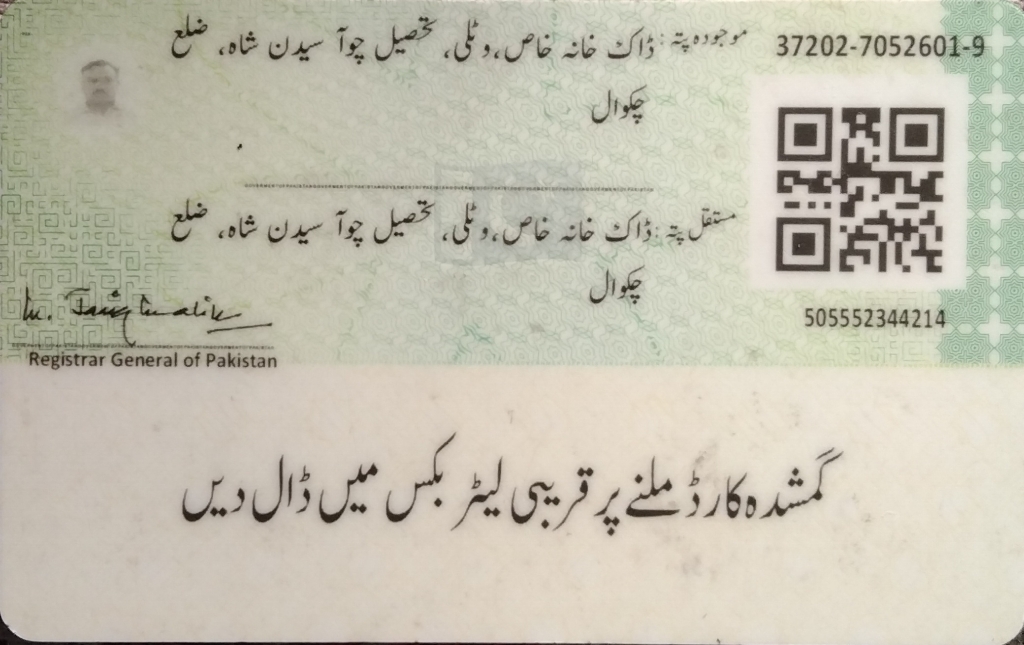 موجودہ پتہ: ڈاک خانہ خاص، وٹلی، تحصیل چوآ سیدن شاہ، ضلع
چکوال
37202-7052601-9
مستقل پتہ: ڈاک خانہ خاص، وٹلی، تحصیل چوآ سیدن شاہ، ضلع
چکوال
505552344214
Registrar General of Pakistan
گمشدہ کارڈ ملنے پر قریبی لیٹر بکس میں ڈال دیں